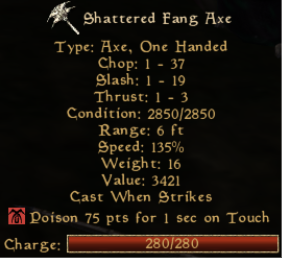 Shattered Fang Axe
Type: Axe, One Handed
Chop: 1 - 37
Slash: 1 - 19
Thrust: 1 - 3
Condition: 2850/2850
Range: 6 ft
Speed: 135%
Weight: 16
Value: 3421
Cast When Strikes
Poison 75 pts for 1 sec on Touch
Charge: 280/280